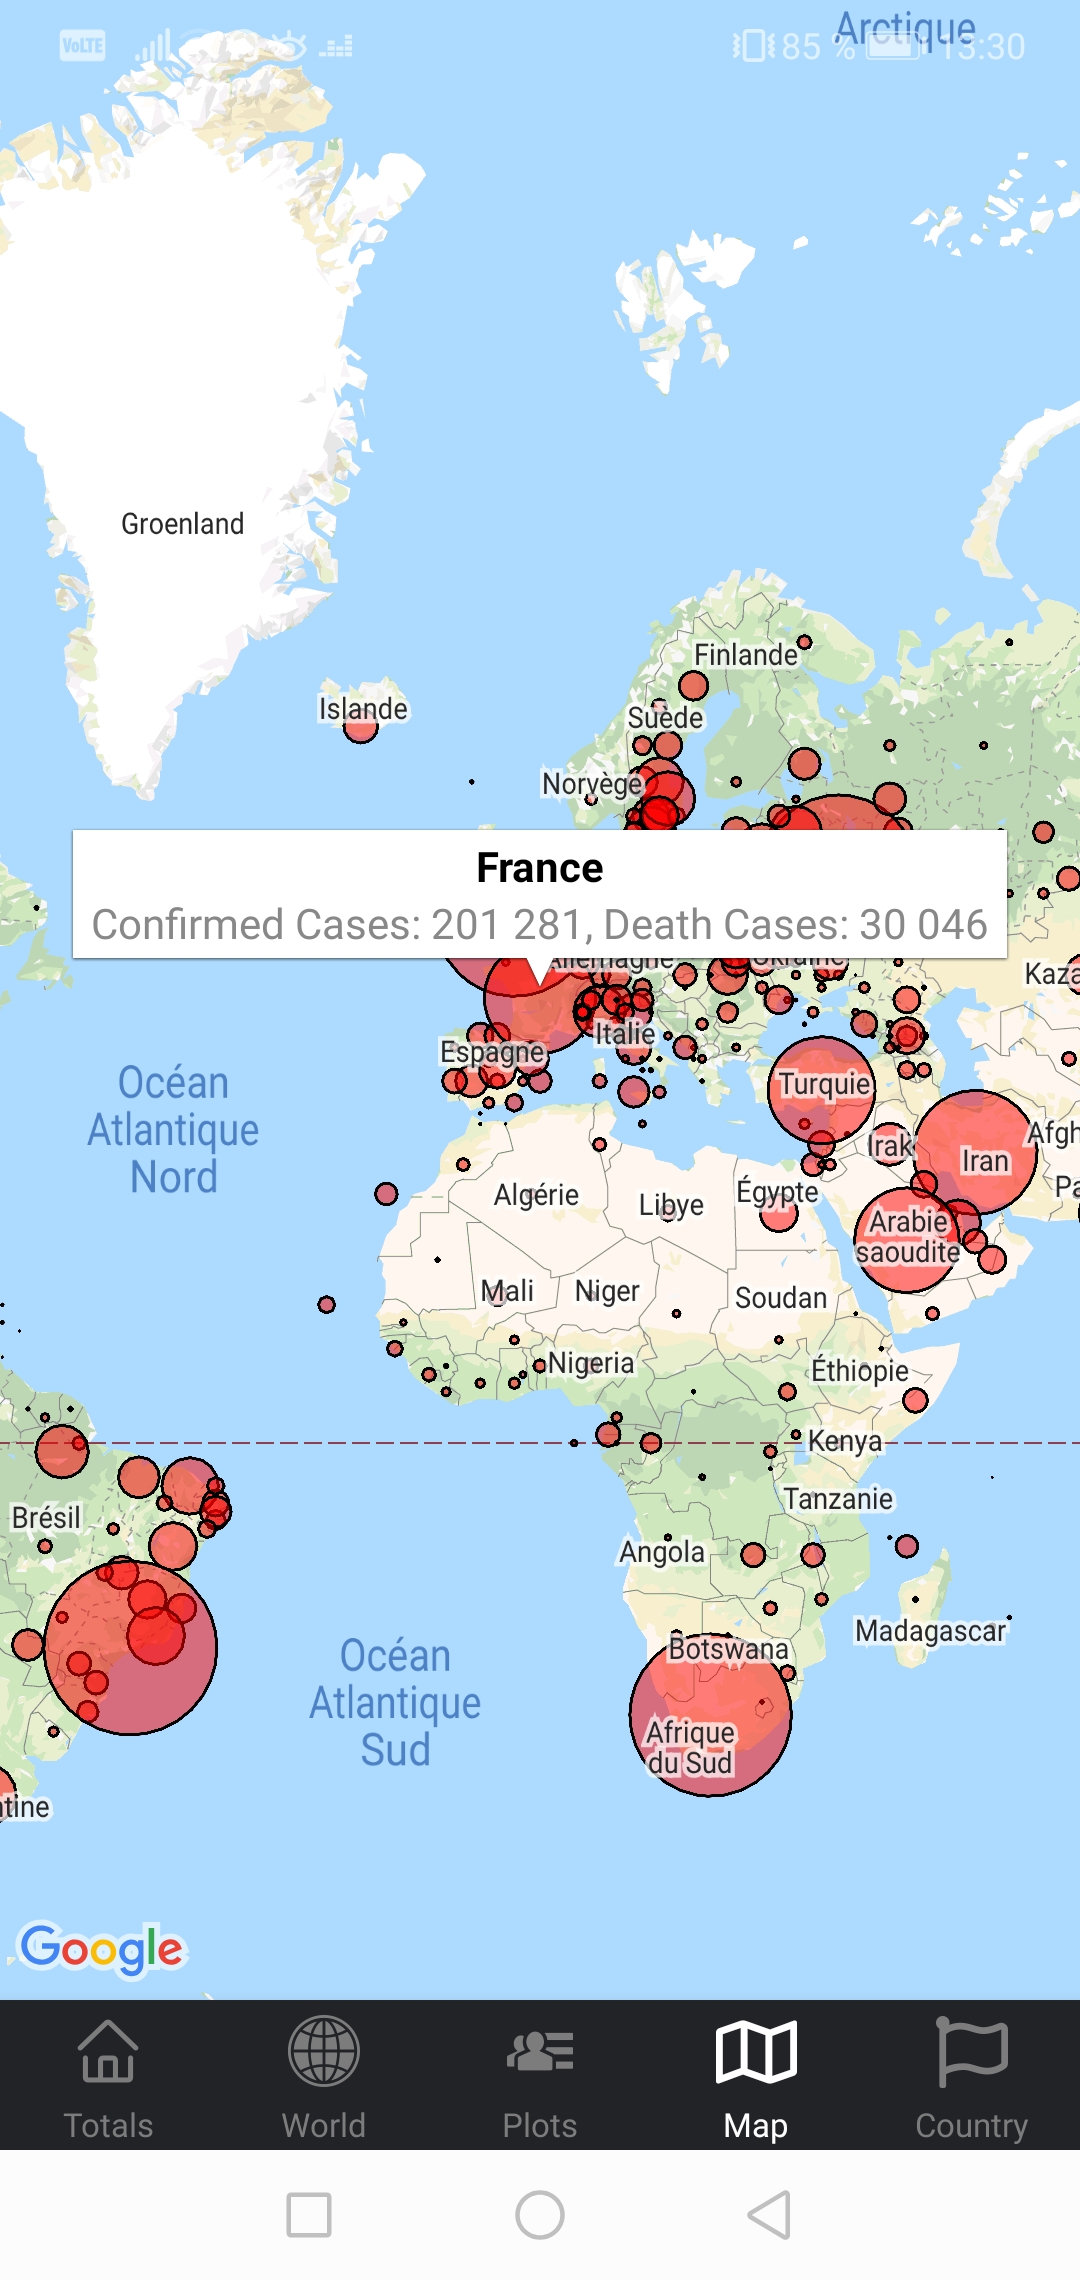 Arctique
VoLTE
85 %
13:30
Groenland
Finlande
Islande
Suède
Norvège
France
Confirmed Cases: 201 281, Death Cases: 30 046
Allemagne
Ukraine
Kaza
Italie
Espagne
Océan
Atlantique
Nord
Turquie
Irak
Iran
Afgh
Pa
Algérie
Libye
Égypte
Arabie
saoudite
Mali
Niger
Soudan
Nigeria
Éthiopie
Kenya
Tanzanie
Brésil
Angola
Madagascar
Botswana
Océan
Atlantique
Sud
Afrique
du Sud
ntine
Google
Totals
World
Plots
Map
Country